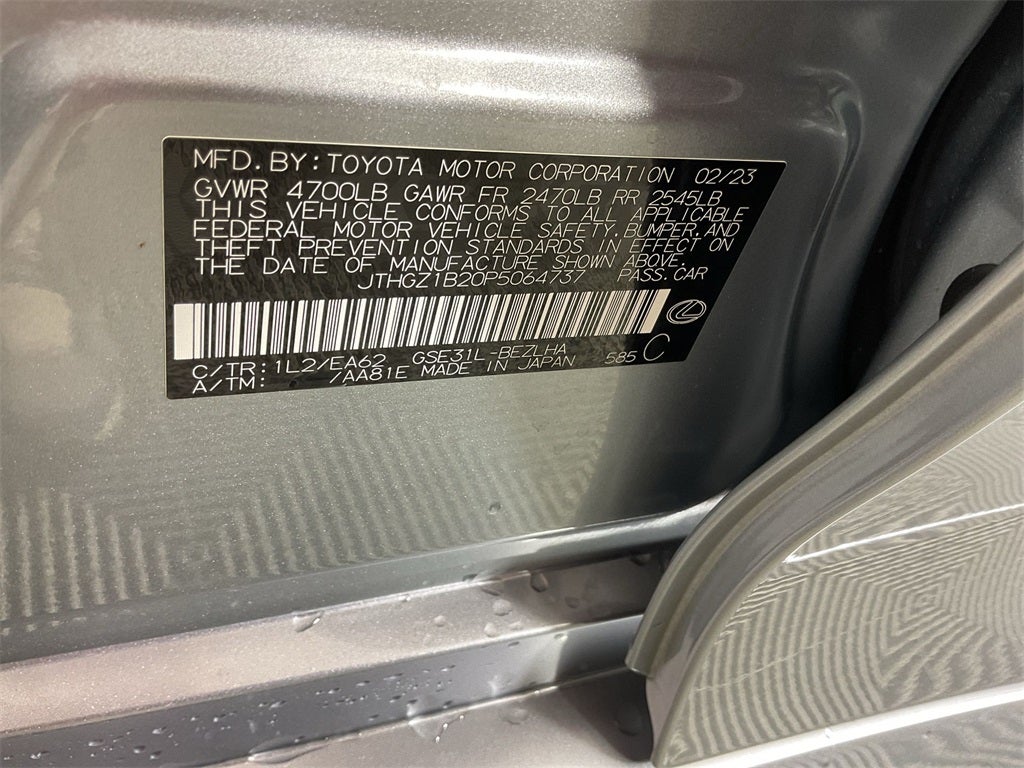 MFD.BY:TOYOTA MOTOR CORPORATION 02/23
GVWR 4700LB GAWR FR 2470LB RR 2545LB
THIS VEHICLE CONFORMS TO ALL APPLICABLE
FEDERAL MOTOR VEHICLE SAFETY,BUMPER,AND
THEFT PREVENTION STANDARDS IN EFFECT ON
THE DATE OF MANUFACTURE SHOWN ABOVE.
JTHGZ1B20P5064737 PASS.CAR
C/TR:1L2/EA62 GSE31L-BEZLHA 585 C
A/TM: /AA81E MADE IN JAPAN